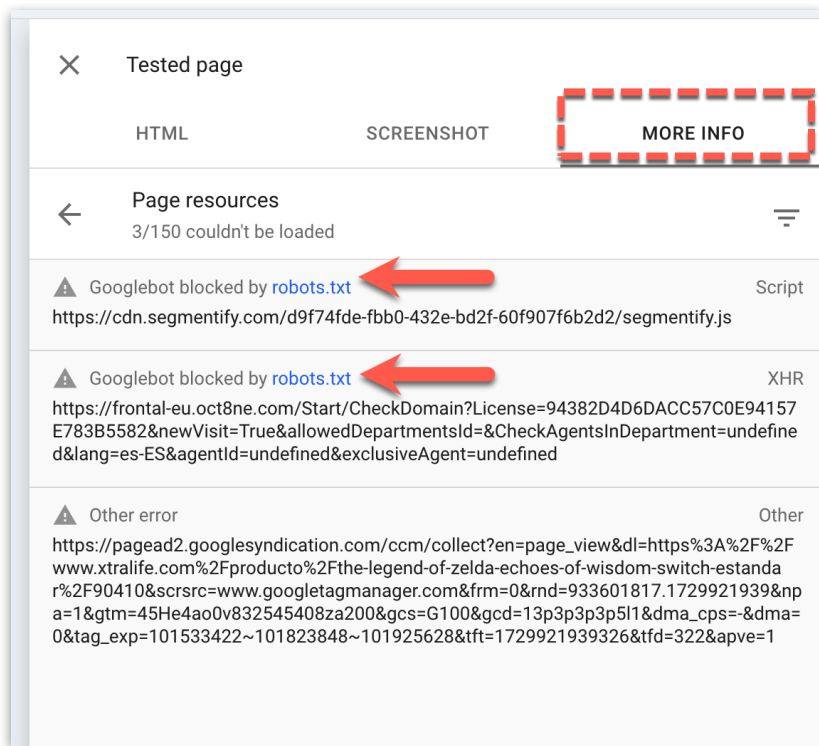 Tested page
HTML SCREENSHOT MORE INFO
Page resources
3/150 couldn't be loaded
Googlebot blocked by robots.txt Script
https://cdn.segmentify.com/d9f74fde-fbb0-432e-bd2f-60f907f6b2d2/segmentify.js
Googlebot blocked by robots.txt XHR
https://frontal-eu.oct8ne.com/Start/CheckDomain?License=94382D4D6DACC57C0E94157
E783B5582&newVisit=True&allowedDepartmentsId=&CheckAgentsInDepartment=undefine
d&lang=es-ES&agentId=undefined&exclusiveAgent=undefined
Other error Other
https://pagead2.googlesyndication.com/ccm/collect?en=page_view&dl=https%3A%2F%2F
www.xtralife.com%2Fproducto%2Fthe-legend-of-zelda-echoes-of-wisdom-switch-estanda
r%2F90410&scrsrc=www.googletagmanager.com&frm=0&rnd=933601817.1729921939&np
a=1&gtm=45He4ao0v832545408za200&gcs=G100&gcd=13p3p3p3p5l1&dma_cps=-&dma=
0&tag_exp=101533422~101823848~101925628&tft=1729921939326&tfd=322&apve=1